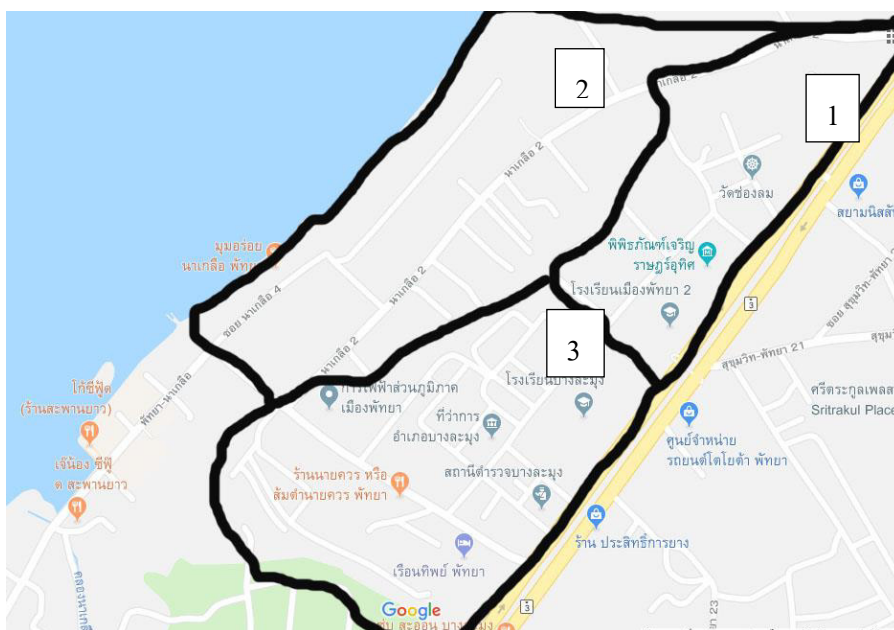 2
1
3
นาเกลือ 2
นาเกลือ 2
นาเกลือ 2
นาเกลือ 2
วัดช่องลม
สยามนิสสัน
มุมอร่อย
นาเกลือ พัทยา
ซอย นาเกลือ 4
พิพิธภัณฑ์เจริญ
ราษฎร์อุทิศ
โรงเรียนเมืองพัทยา 2
3
สุขุมวิท-พัทยา 21
ซอย สุขุมวิท-พัทยา
สุขุมวิท
โรงเรียนบางละมุง
การไฟฟ้าส่วนภูมิภาค
เมืองพัทยา
พัทยา-นาเกลือ
โก้ซีฟู้ด
(ร้านสะพานยาว)
ที่ว่าการ
อำเภอบางละมุง
ศรีตระกูลเพลส
Sritrakul Place
ศูนย์จำหน่าย
รถยนต์โตโยต้า พัทยา
เจ๊น้อง ซีฟู๊
ด สะพานยาว
ร้านนายควร หรือ
ส้มตำนายควร พัทยา
สถานีตำรวจบางละมุง
ร้าน ประสิทธิ์การยาง
เรือนทิพย์ พัทยา
Google
3
23